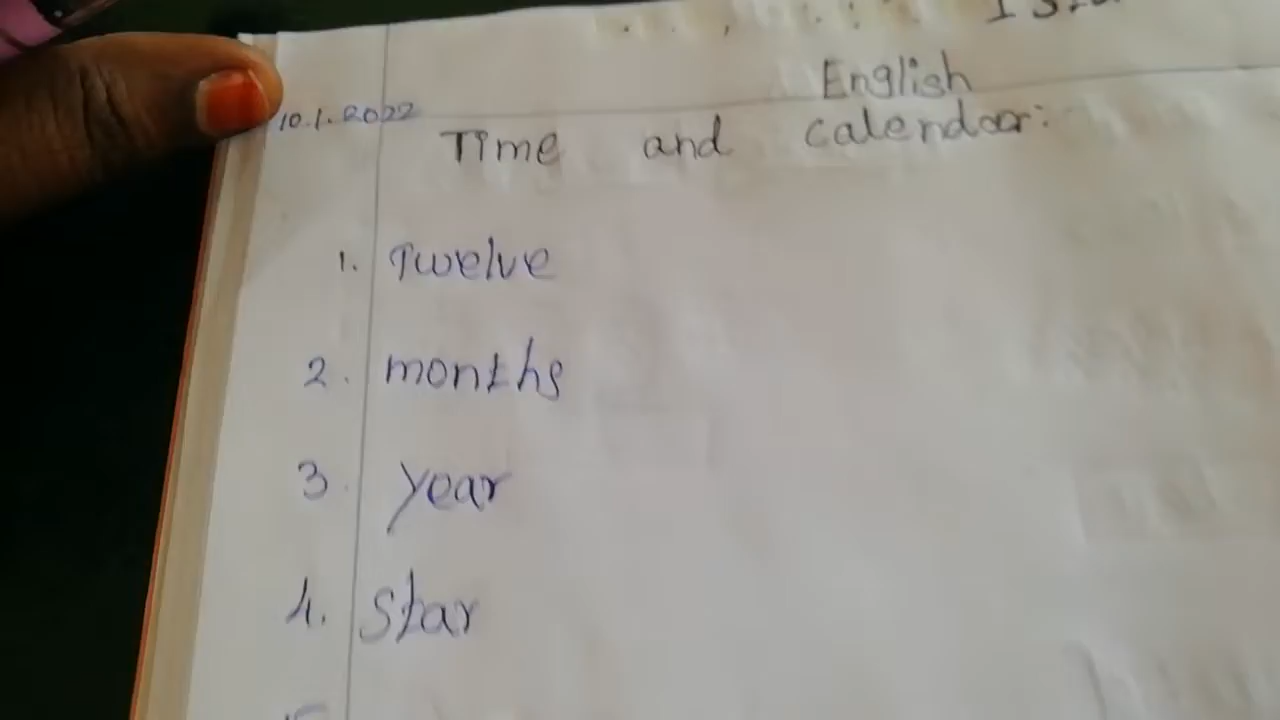 English
10.1.2022
Time and calendar:
1. Twelve
2. months
3. year
4. star